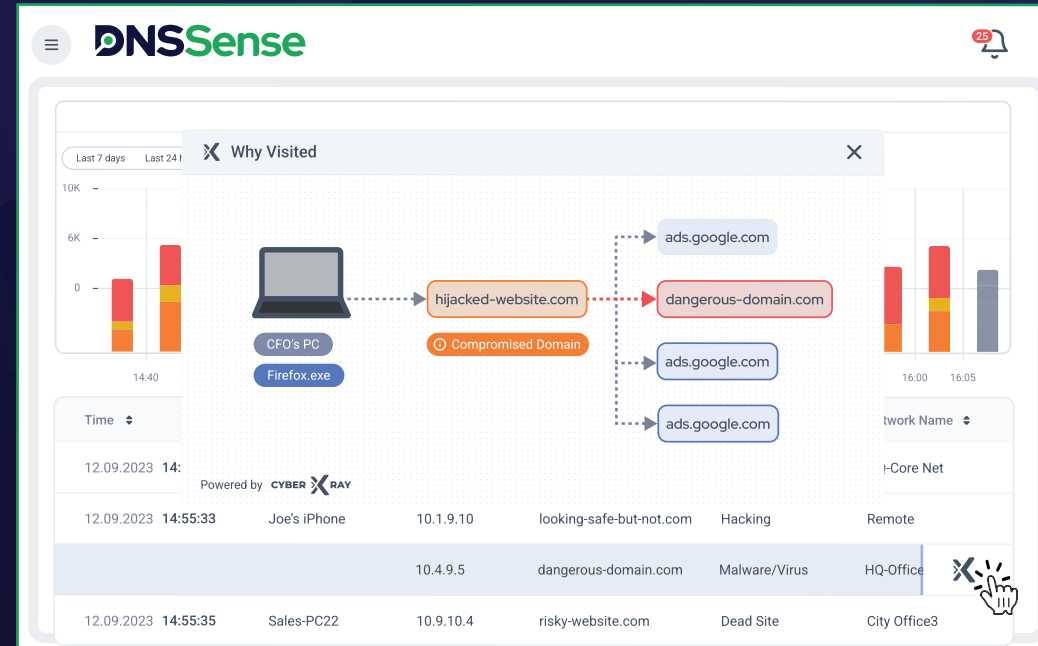 DNSSense
25
Last 7 days Last 24
Why Visited
10K
6K
0
ads.google.com
hijacked-website.com
dangerous-domain.com
CFO's PC
Compromised Domain
Firefox.exe
ads.google.com
ads.google.com
14:40
16:00 16:05
Time
twork Name
12.09.2023 14:
-Core Net
Powered by CYBER X RAY
12.09.2023 14:55:33 Joe's iPhone 10.1.9.10 looking-safe-but-not.com Hacking Remote
10.4.9.5 dangerous-domain.com Malware/Virus HQ-Office
12.09.2023 14:55:35 Sales-PC22 10.9.10.4 risky-website.com Dead Site City Office3